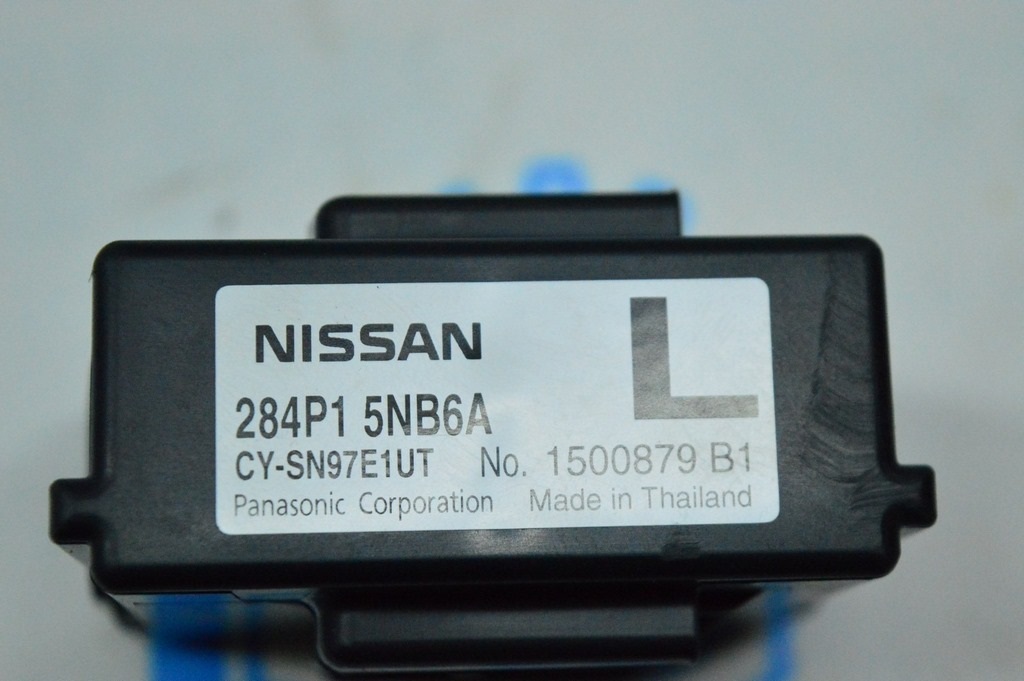 NISSAN L
284P1 5NB6A
CY-SN97E1UT No. 1500879 B1
Panasonic Corporation Made in Thailand